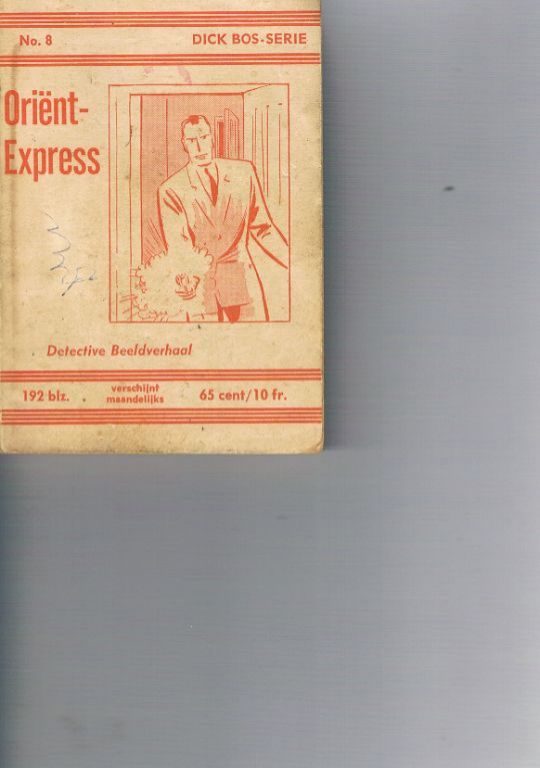 No. 8 DICK BOS-SERIE
Oriënt-
Express
Detective Beeldverhaal
192 blz. verschijnt maandelijks 65 cent/10 fr.